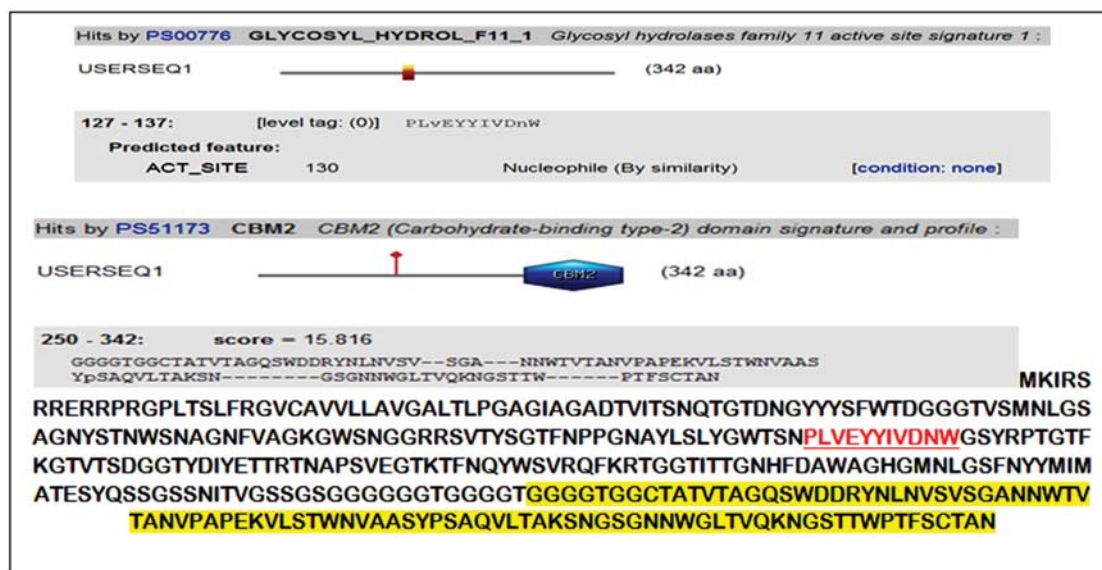 Hits by PS00776 GLYCOSYL_HYDROL_F11_1 Glycosyl hydrolases family 11 active site signature 1 :
USERSEQ1 (342 aa)
127 - 137: [level tag: (0)] PLvEYYIVDnW
Predicted feature:
ACT_SITE 130 Nucleophile (By similarity) [condition: none]
Hits by PS51173 CBM2 CBM2 (Carbohydrate-binding type-2) domain signature and profile :
USERSEQ1 CBM2 (342 aa)
250 - 342: score = 15.816
GGGGTGGCTATVTAGQSWDDRYNLNVSV--SGA---NNWTVTANVPAPEKVLSTWNVAAS
YpSAQVLTAKSN---------GSGNNWGLTVQKNGSTTW------PTFSCTAN
MKIRS
RRERRPRGPLTSLFRGVCAVVLLAVGALTLPGAGIAGADTVITSNQTGTDNGYYYSFWTDGGGTVSMNLGS
AGNYSTNWSNAGNFVAGKGWSNGGRRSVTYSGTFNPPGNAYLSLYGWTSNPLVEYYIVDNWGSYRPTGTF
KGTVTSDGGTYDIYETTRTNAPSVEGTKTFNQYWSVRQFKRTGGTITTGNHFDAWAGHGMNLGSFNYYMIM
ATESYQSSGSSNITVGSSGSGGGGGGTGGGGTGGGGTGGCTATVTAGQSWDDRYNLNVSVSGANNWTV
TANVPAPEKVLSTWNVAASYPSAQVLTAKSNGSGNNWGLTVQKNGSTTWPTFSCTAN